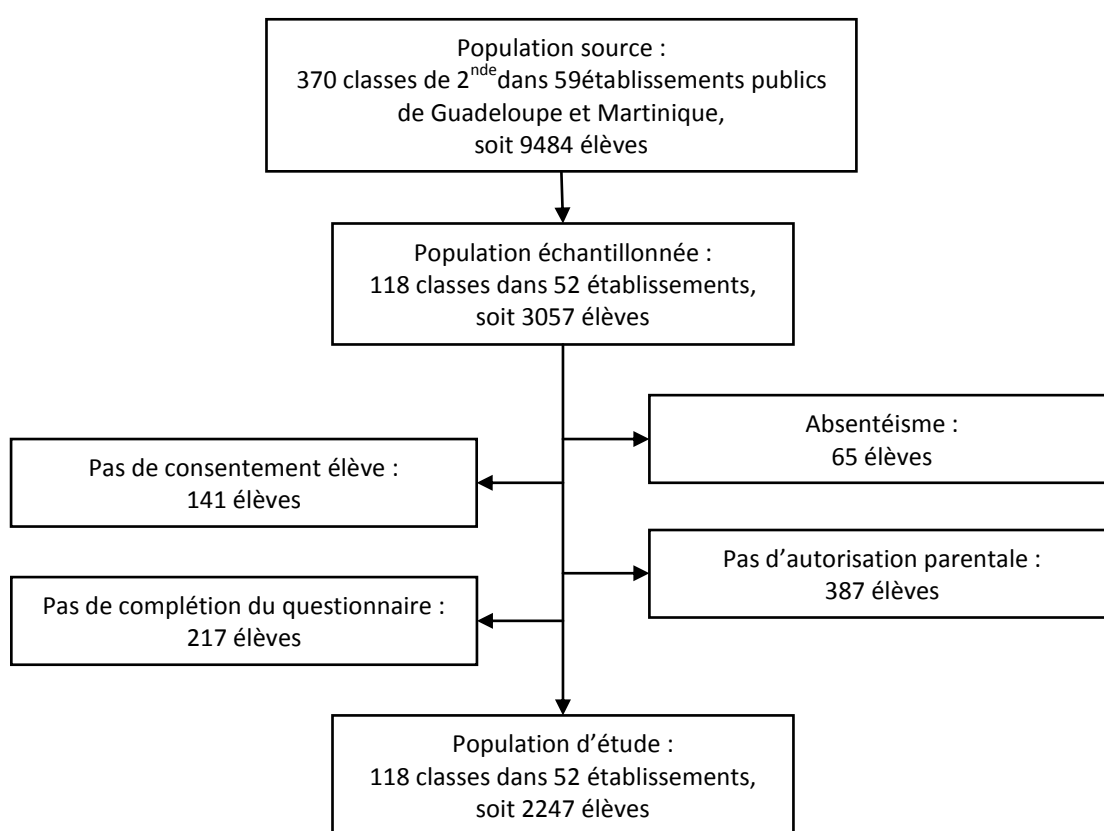 Population source :
370 classes de 2nde dans 59établissements publics
de Guadeloupe et Martinique,
soit 9484 élèves
Population échantillonnée :
118 classes dans 52 établissements,
soit 3057 élèves
Absentéisme :
65 élèves
Pas de consentement élève :
141 élèves
Pas d’autorisation parentale :
387 élèves
Pas de complétion du questionnaire :
217 élèves
Population d’étude :
118 classes dans 52 établissements,
soit 2247 élèves